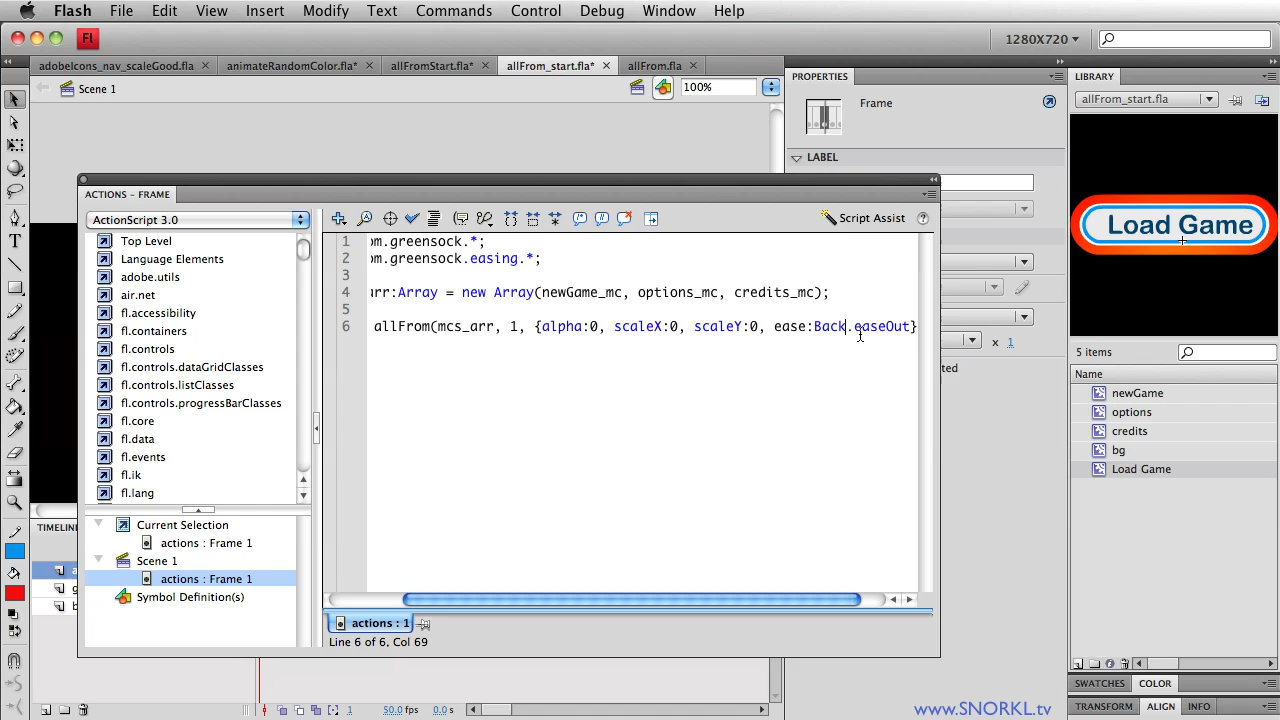 Flash File Edit View Insert Modify Text Commands Control Debug Window Help
Fl 1280X720
adobeIcons_nav_scaleGood.fla* animateRandomColor.fla* allFromStart.fla* allFrom_start.fla* allFrom.fla
Scene 1 100%
PROPERTIES
Frame
LABEL
x 1
LIBRARY
allFrom_start.fla
Load Game
5 items
Name
newGame
options
credits
bg
Load Game
ACTIONS – FRAME
ActionScript 3.0
Script Assist
Top Level
Language Elements
adobe.utils
air.net
fl.accessibility
fl.containers
fl.controls
fl.controls.dataGridClasses
fl.controls.listClasses
fl.controls.progressBarClasses
fl.core
fl.data
fl.events
fl.ik
fl.lang
Current Selection
actions : Frame 1
Scene 1
actions : Frame 1
Symbol Definition(s)
1 om.greensock.*;
2 om.greensock.easing.*;
3
4 arr:Array = new Array(newGame_mc, options_mc, credits_mc);
5
6 allFrom(mcs_arr, 1, {alpha:0, scaleX:0, scaleY:0, ease:Back.easeOut}
actions : 1
Line 6 of 6, Col 69
TIMELINE
1 50.0 fps 0.0 s
SWATCHES COLOR
TRANSFORM ALIGN INFO
www.SNORKL.tv